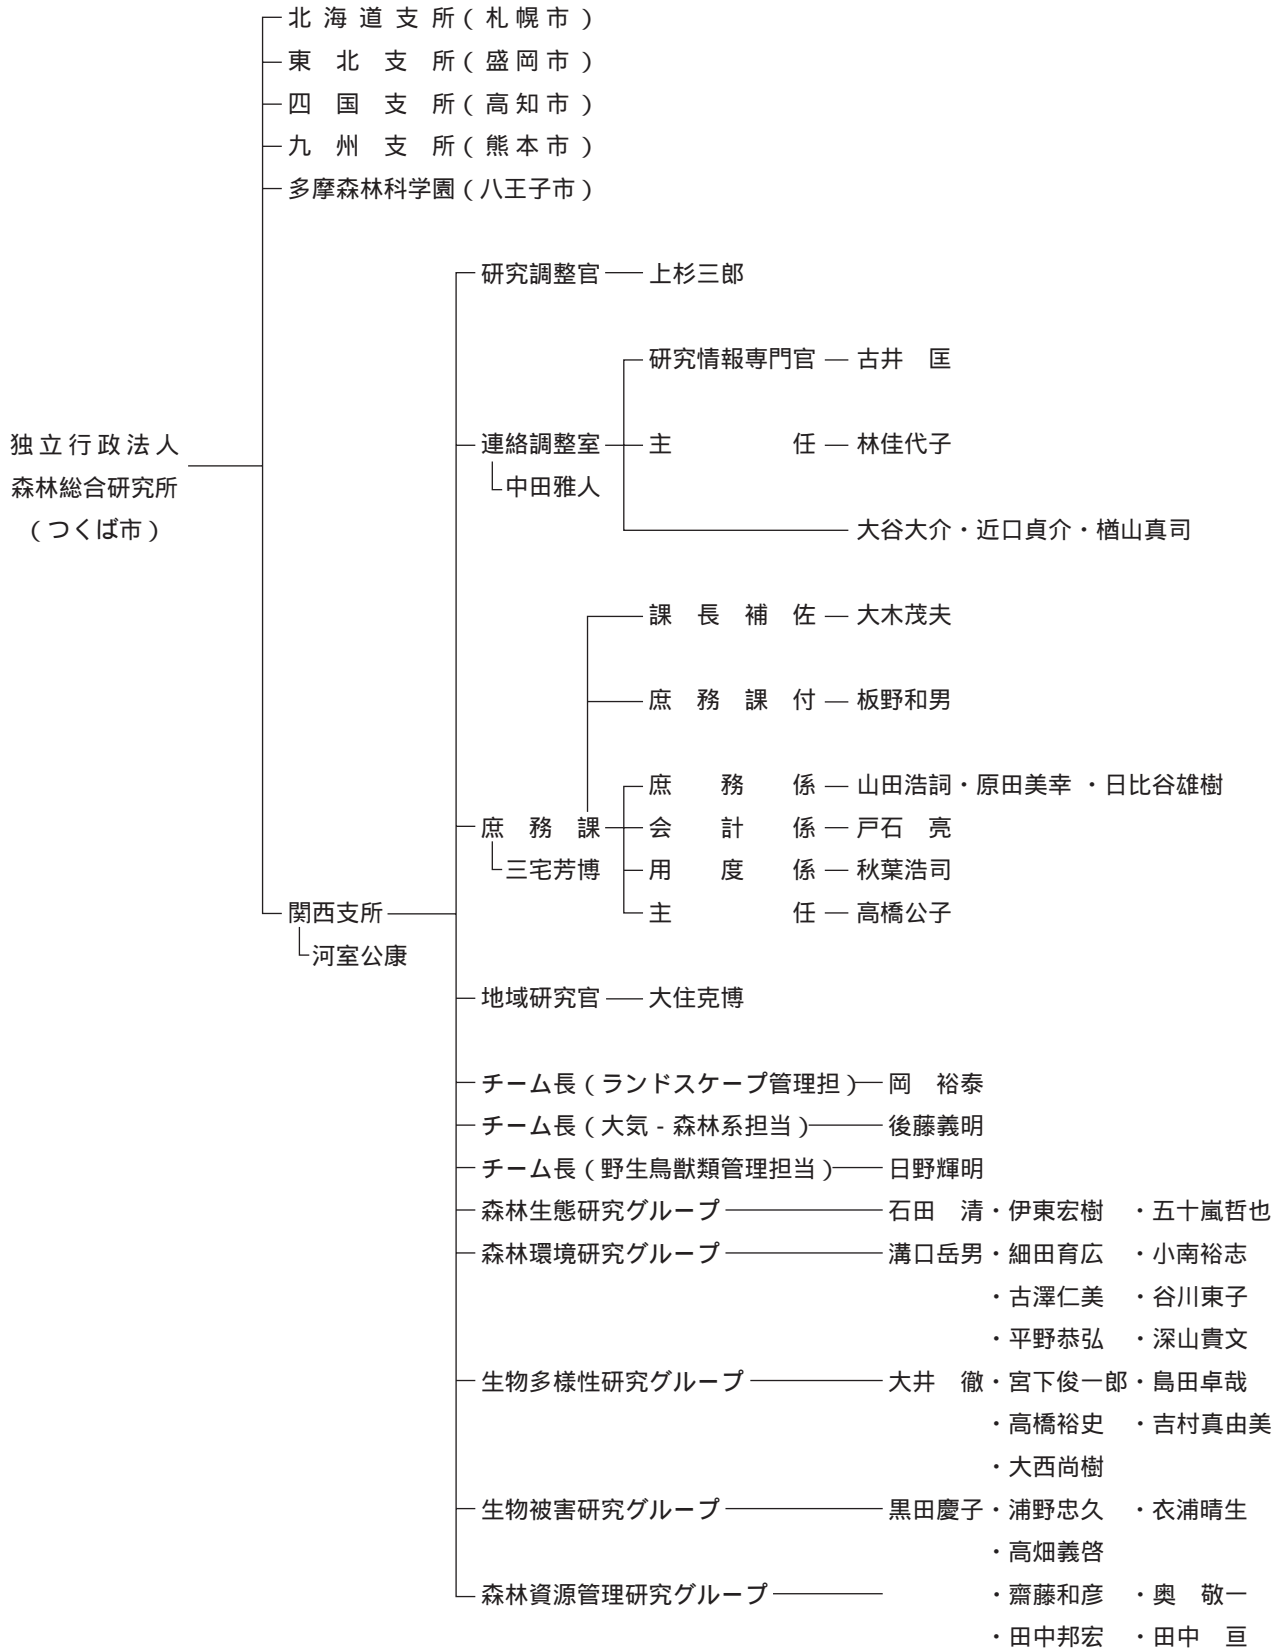 北海道支所(札幌市)
東北支所(盛岡市)
四国支所(高知市)
九州支所(熊本市)
多摩森林科学園(八王子市)
研究調整官 上杉三郎
研究情報専門官 古井 匡
独立行政法人
森林総合研究所
(つくば市)
連絡調整室 主任 林佳代子
中田雅人
大谷大介・近口貞介・楢山真司
課長補佐 大木茂夫
庶務課付 板野和男
庶務係 山田浩詞・原田美幸・日比谷雄樹
庶務課 会計係 戸石 亮
三宅芳博 用度係 秋葉浩司
関西支所 主任 高橋公子
河室公康
地域研究官 大住克博
チーム長(ランドスケープ管理担) 岡 裕泰
チーム長(大気-森林系担当) 後藤義明
チーム長(野生鳥獣類管理担当) 日野輝明
森林生態研究グループ 石田 清・伊東宏樹・五十嵐哲也
森林環境研究グループ 溝口岳男・細田育広・小南裕志
・古澤仁美・谷川東子
・平野恭弘・深山貴文
生物多様性研究グループ 大井 徹・宮下俊一郎・島田卓哉
・高橋裕史・吉村真由美
・大西尚樹
生物被害研究グループ 黒田慶子・浦野忠久・衣浦晴生
・高畑義啓
森林資源管理研究グループ ・齋藤和彦・奥 敬一
・田中邦宏・田中 亘